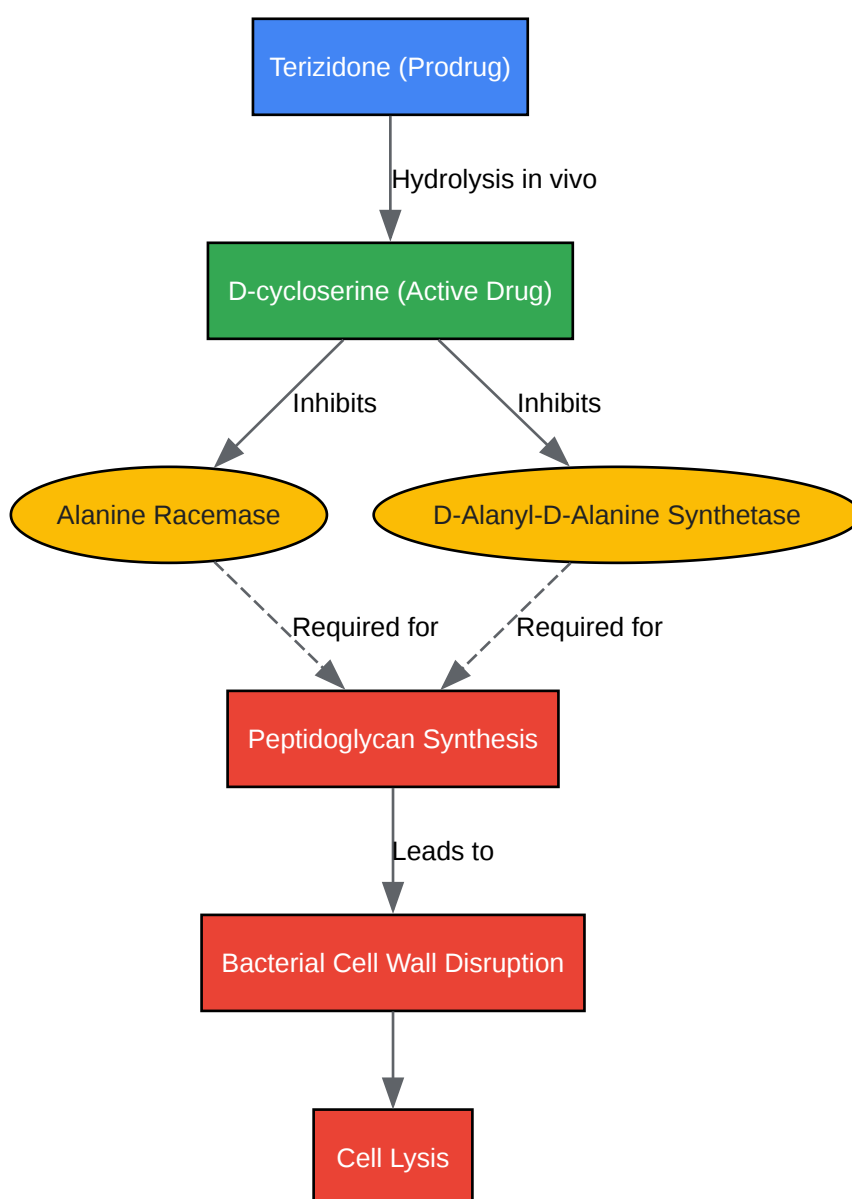 Terizidone (Prodrug)
Hydrolysis in vivo
D-cycloserine (Active Drug)
Inhibits
Inhibits
Alanine Racemase
D-Alanyl-D-Alanine Synthetase
Required for
Required for
Peptidoglycan Synthesis
Leads to
Bacterial Cell Wall Disruption
Cell Lysis